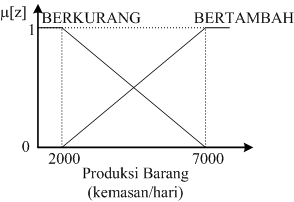 μ[z]
BERKURANG BERTAMBAH
1
0
2000 7000
Produksi Barang
(kemasan/hari)